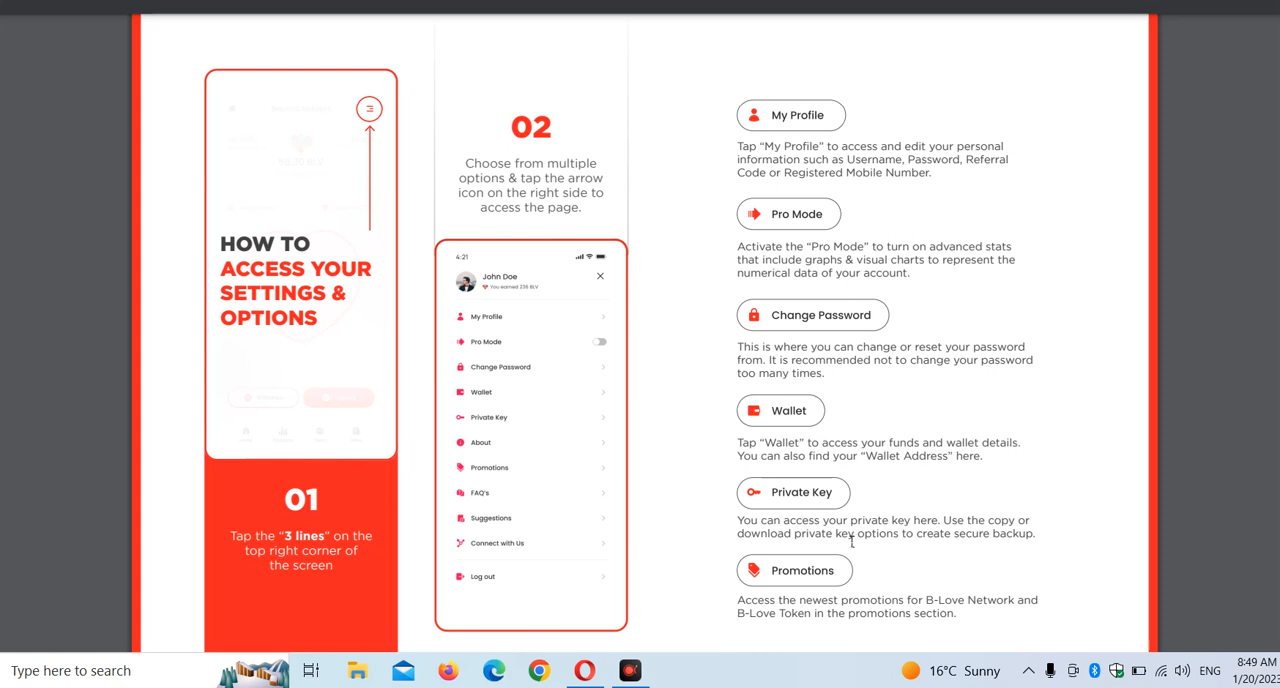 HOW TO
ACCESS YOUR
SETTINGS &
OPTIONS
01
Tap the “3 lines” on the
top right corner of
the screen
02
Choose from multiple
options & tap the arrow
icon on the right side to
access the page.
4:21
John Doe
You earned 238 BLV
My Profile
Pro Mode
Change Password
Wallet
Private Key
About
Promotions
FAQ's
Suggestions
Connect with Us
Log out
My Profile
Tap “My Profile” to access and edit your personal
information such as Username, Password, Referral
Code or Registered Mobile Number.
Pro Mode
Activate the “Pro Mode” to turn on advanced stats
that include graphs & visual charts to represent the
numerical data of your account.
Change Password
This is where you can change or reset your password
from. It is recommended not to change your password
too many times.
Wallet
Tap “Wallet” to access your funds and wallet details.
You can also find your “Wallet Address” here.
Private Key
You can access your private key here. Use the copy or
download private key options to create secure backup.
Promotions
Access the newest promotions for B-Love Network and
B-Love Token in the promotions section.
Type here to search
16°C Sunny
ENG
8:49 AM
1/20/2023